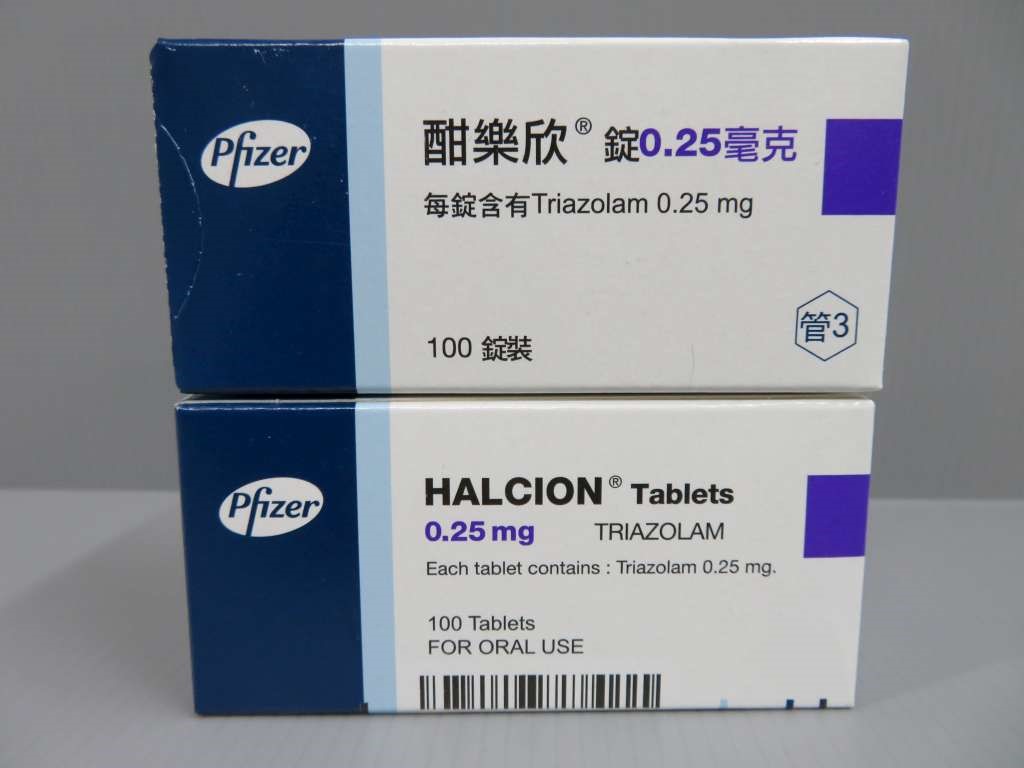 Pfizer
酣樂欣® 錠0.25毫克
每錠含有Triazolam 0.25 mg
100 錠裝
管3
Pfizer
HALCION® Tablets
0.25 mg TRIAZOLAM
Each tablet contains : Triazolam 0.25 mg.
100 Tablets
FOR ORAL USE